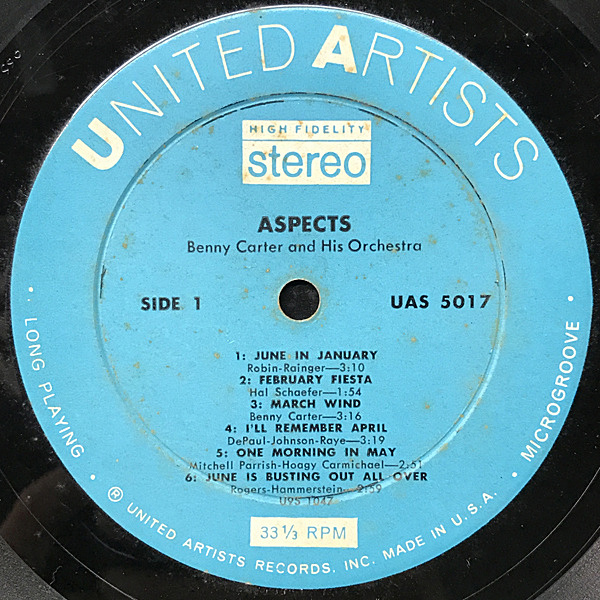 UNITED ARTISTS
HIGH FIDELITY
stereo
ASPECTS
Benny Carter and His Orchestra
SIDE 1
UAS 5017
1: JUNE IN JANUARY
Robin-Rainger—3:10
2: FEBRUARY FIESTA
Hal Schaefer—1:54
3: MARCH WIND
Benny Carter—3:16
4: I'LL REMEMBER APRIL
DePaul-Johnson-Raye—3:19
5: ONE MORNING IN MAY
Mitchell Parrish-Hoagy Carmichael—2:51
6: JUNE IS BUSTING OUT ALL OVER
Rogers-Hammerstein—2:59
33⅓ RPM
• LONG PLAYING • ® UNITED ARTISTS RECORDS, INC. MADE IN U.S.A. • MICROGROOVE •